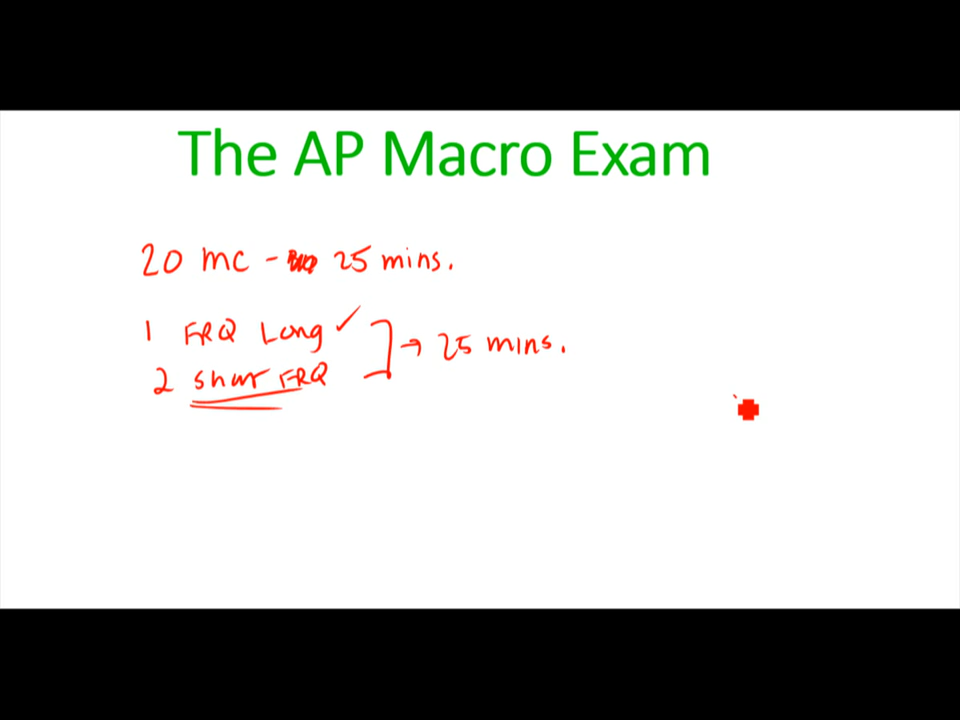 The AP Macro Exam
20 mc - 25 mins.
1 FRQ Long ✓
2 short FRQ
→ 25 mins.